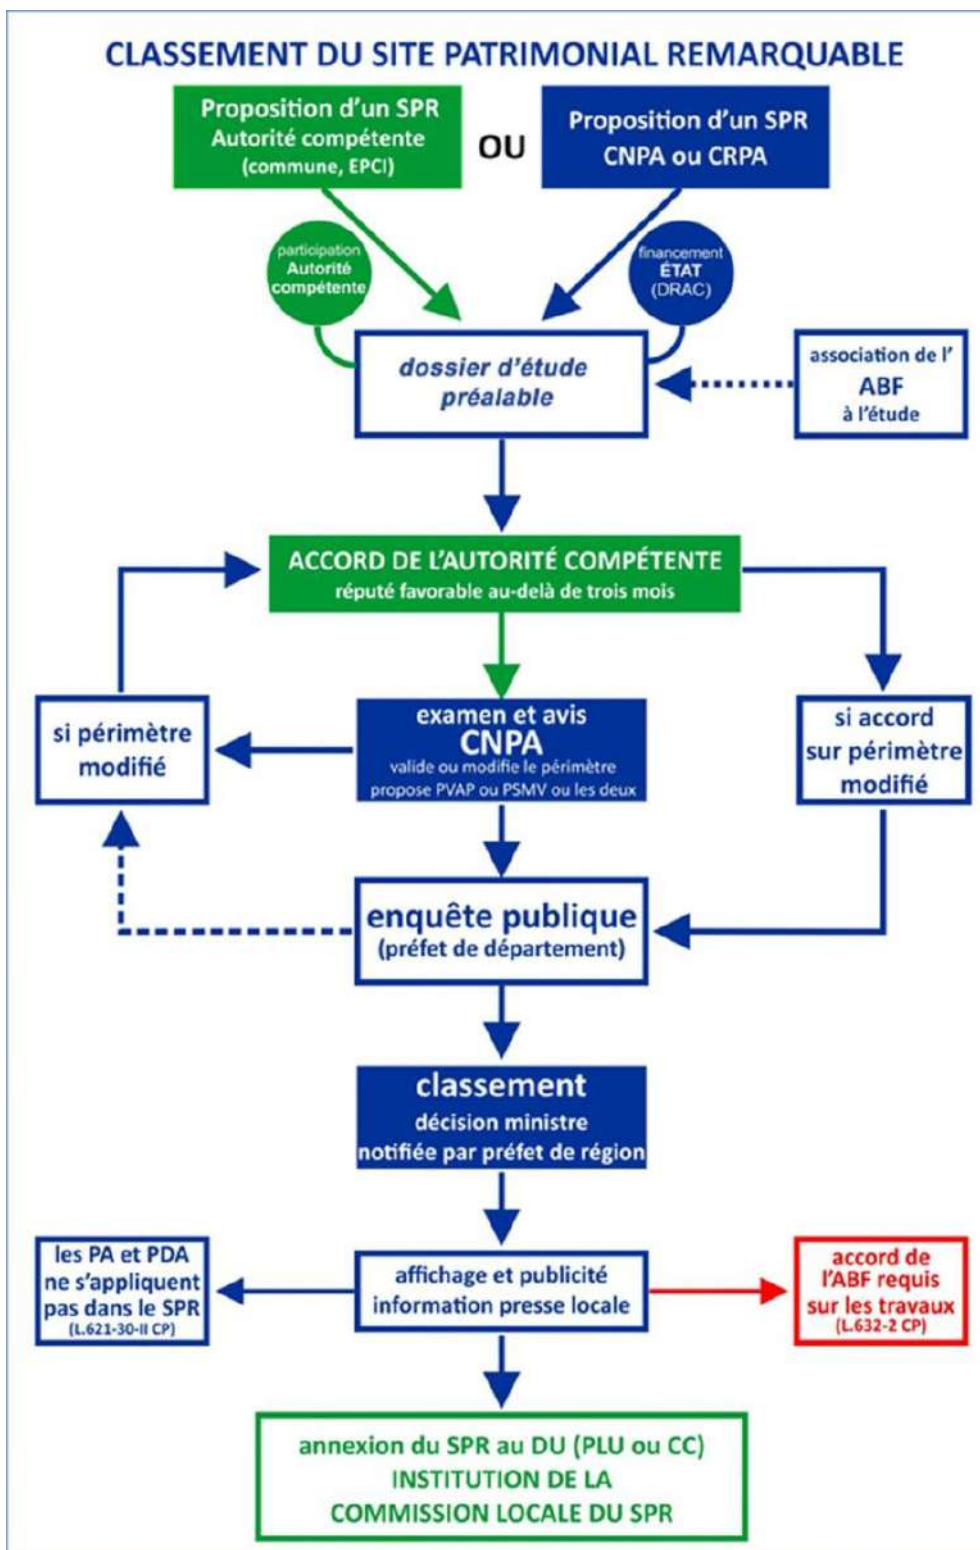 CLASSEMENT DU SITE PATRIMONIAL REMARQUABLE
Proposition d'un SPR
Autorité compétente
(commune, EPCI)
OU
Proposition d'un SPR
CNPA ou CRPA
participation
Autorité
compétente
financement
ÉTAT
(DRAC)
dossier d'étude
préalable
association de l'
ABF
à l'étude
ACCORD DE L'AUTORITÉ COMPÉTENTE
réputé favorable au-delà de trois mois
si périmètre
modifié
examen et avis
CNPA
valide ou modifie le périmètre
propose PVAP ou PSMV ou les deux
si accord
sur périmètre
modifié
enquête publique
(préfet de département)
classement
décision ministre
notifiée par préfet de région
les PA et PDA
ne s'appliquent
pas dans le SPR
(L.621-30-II CP)
affichage et publicité
information presse locale
accord de
l'ABF requis
sur les travaux
(L.632-2 CP)
annexion du SPR au DU (PLU ou CC)
INSTITUTION DE LA
COMMISSION LOCALE DU SPR